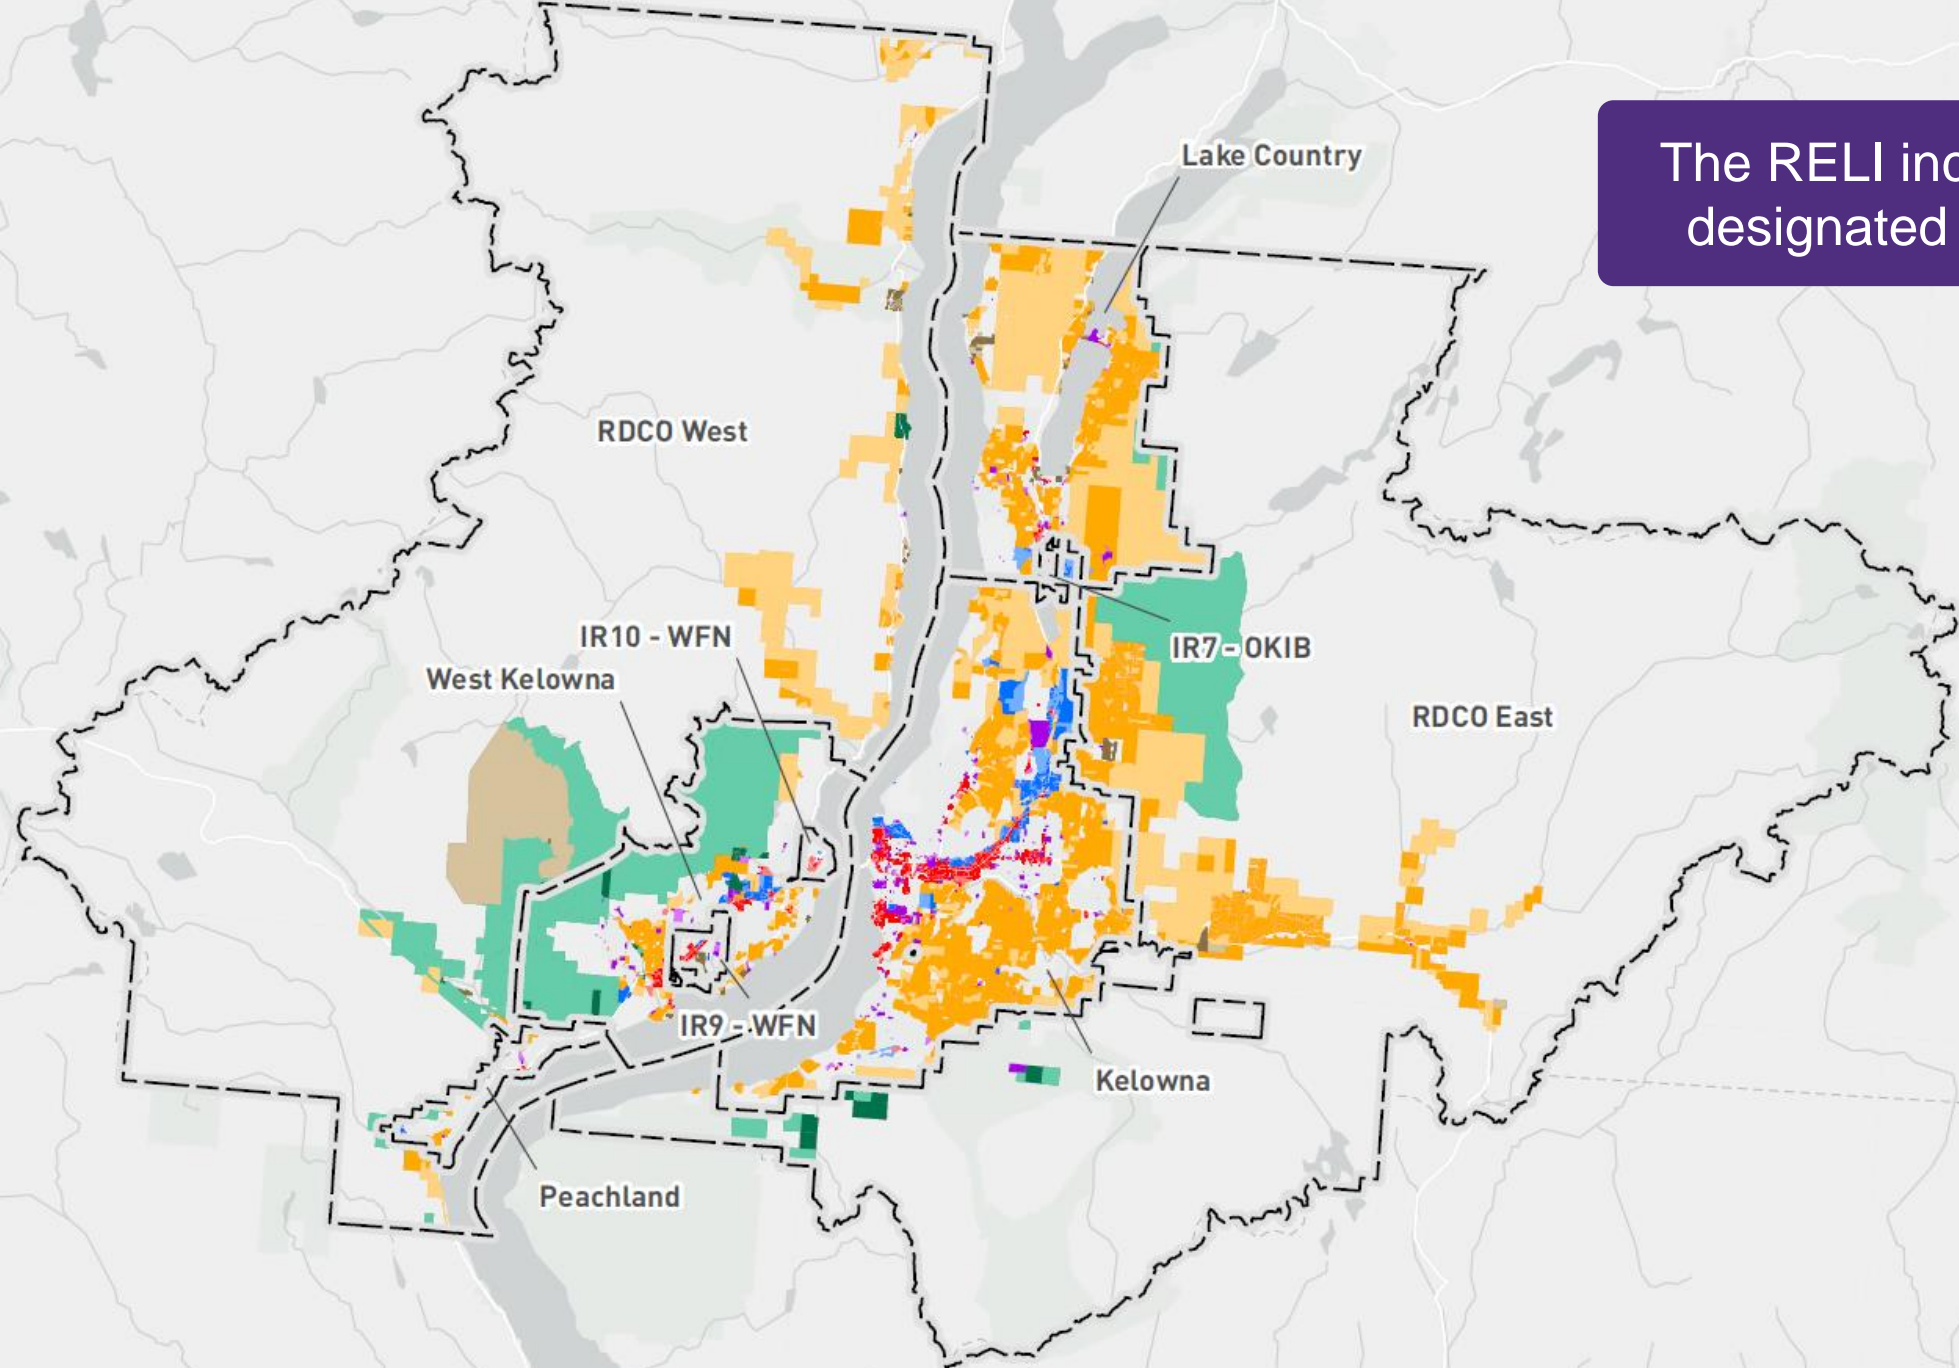 Lake Country
The RELI
designated
RDCO West
IR10 - WFN
IR7 - OKIB
West Kelowna
RDCO East
IR9 - WFN
Kelowna
Peachland